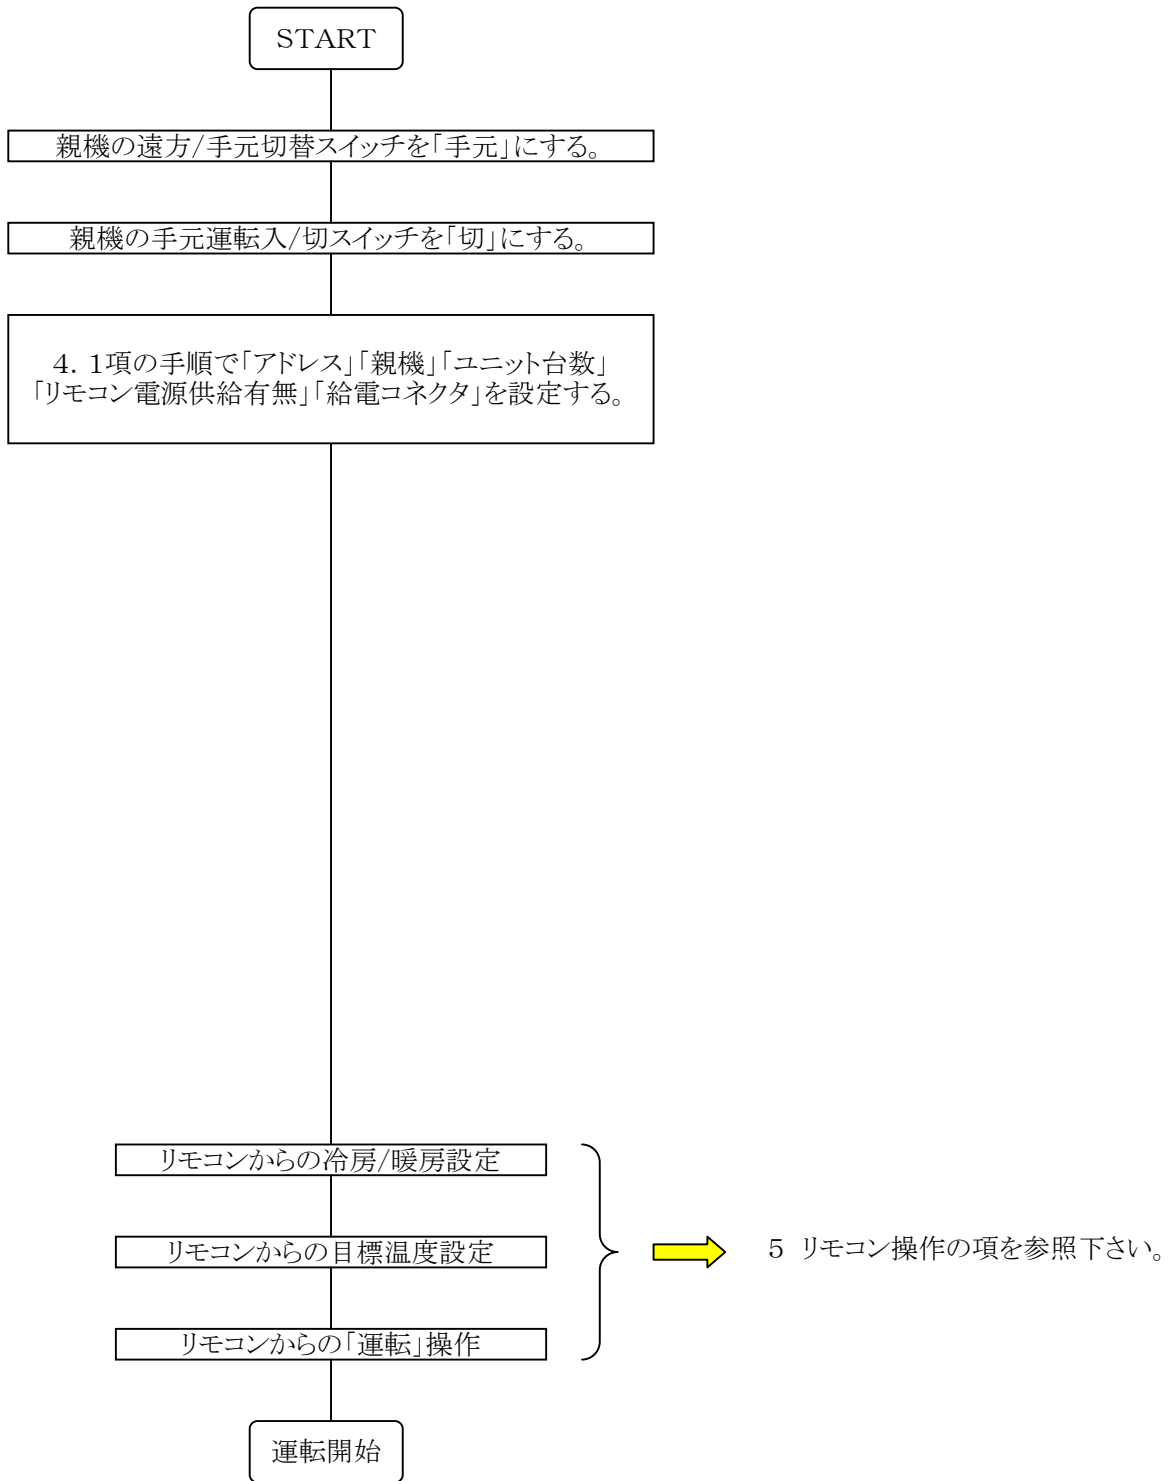 START
親機の遠方/手元切替スイッチを「手元」にする。
親機の手元運転入/切スイッチを「切」にする。
4. 1項の手順で「アドレス」「親機」「ユニット台数」
「リモコン電源供給有無」「給電コネクタ」を設定する。
リモコンからの冷房/暖房設定
リモコンからの目標温度設定
5 リモコン操作の項を参照下さい。
リモコンからの「運転」操作
運転開始